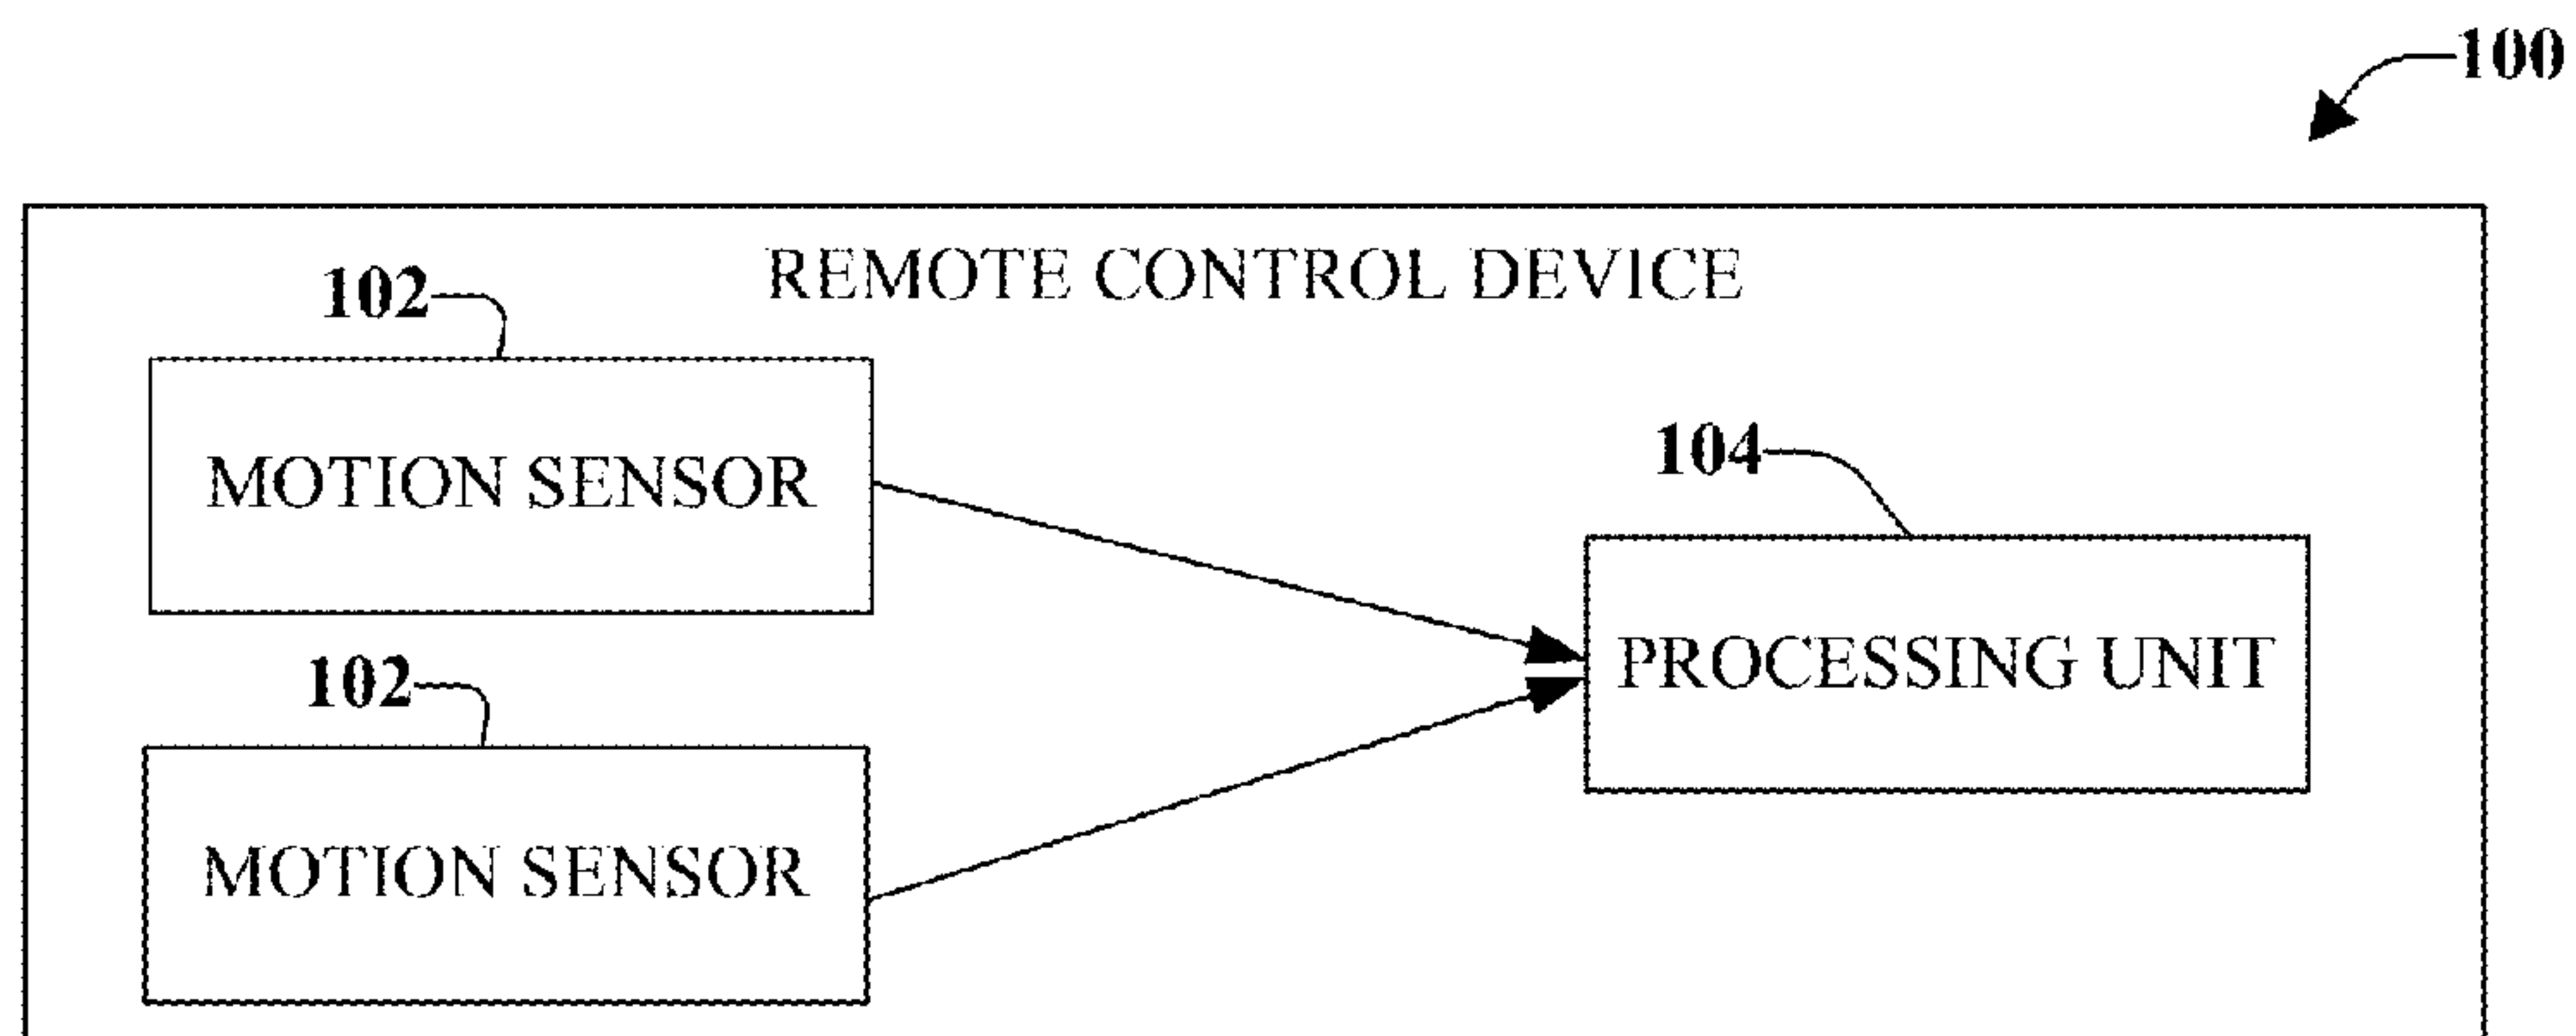 100
REMOTE CONTROL DEVICE
102
MOTION SENSOR
104
PROCESSING UNIT
102
MOTION SENSOR